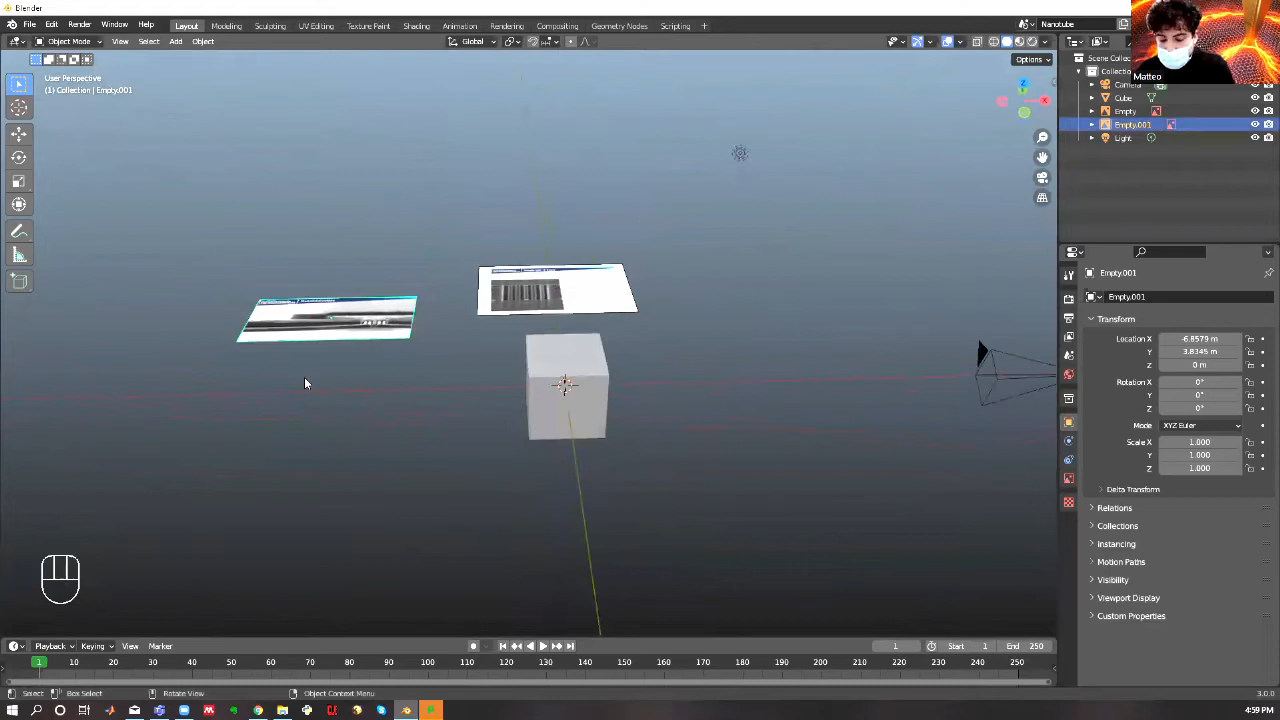 Blender
File Edit Render Window Help Layout Modeling Sculpting UV Editing Texture Paint Shading Animation Rendering Compositing Geometry Nodes Scripting + Nanotube
Object Mode View Select Add Object Global
Options
User Perspective
(1) Collection | Empty.001
Z
X
Matteo
Scene Collec
Collection
Camera
Cube
Empty
Empty.001
Light
Empty.001
Empty.001
Transform
Location X -6.8579 m
Y 3.8345 m
Z 0 m
Rotation X 0°
Y 0°
Z 0°
Mode XYZ Euler
Scale X 1.000
Y 1.000
Z 1.000
Delta Transform
Relations
Collections
Instancing
Motion Paths
Visibility
Viewport Display
Custom Properties
Playback Keying View Marker 1 Start 1 End 250
1 10 20 30 40 50 60 70 80 90 100 110 120 130 140 150 160 170 180 190 200 210 220 230 240 250
Select Box Select Rotate View Object Context Menu 3.0.0
4:59 PM